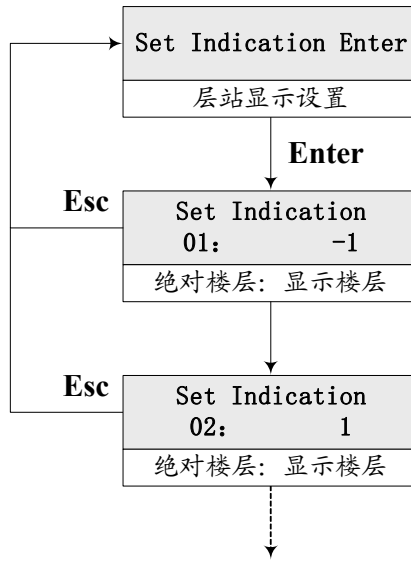 Set Indication Enter
层站显示设置
Enter
Esc
Set Indication
01: -1
绝对楼层: 显示楼层
Esc
Set Indication
02: 1
绝对楼层: 显示楼层